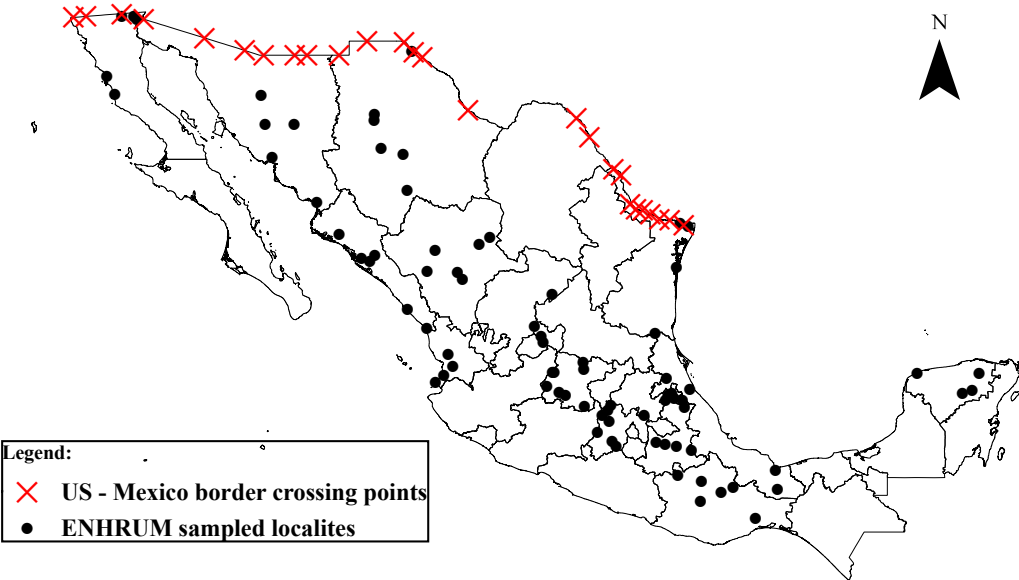 N
Legend:
US - Mexico border crossing points
ENHRUM sampled localites